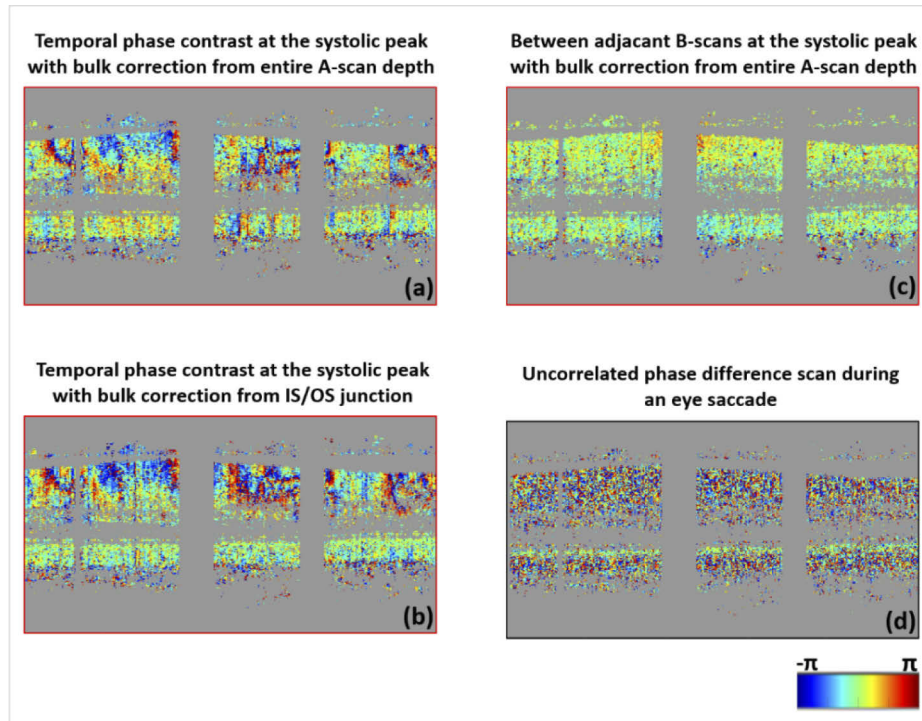 Temporal phase contrast at the systolic peak
with bulk correction from entire A-scan depth
(a)
Between adjacant B-scans at the systolic peak
with bulk correction from entire A-scan depth
(c)
Temporal phase contrast at the systolic peak
with bulk correction from IS/OS junction
(b)
Uncorrelated phase difference scan during
an eye saccade
(d)
-π π